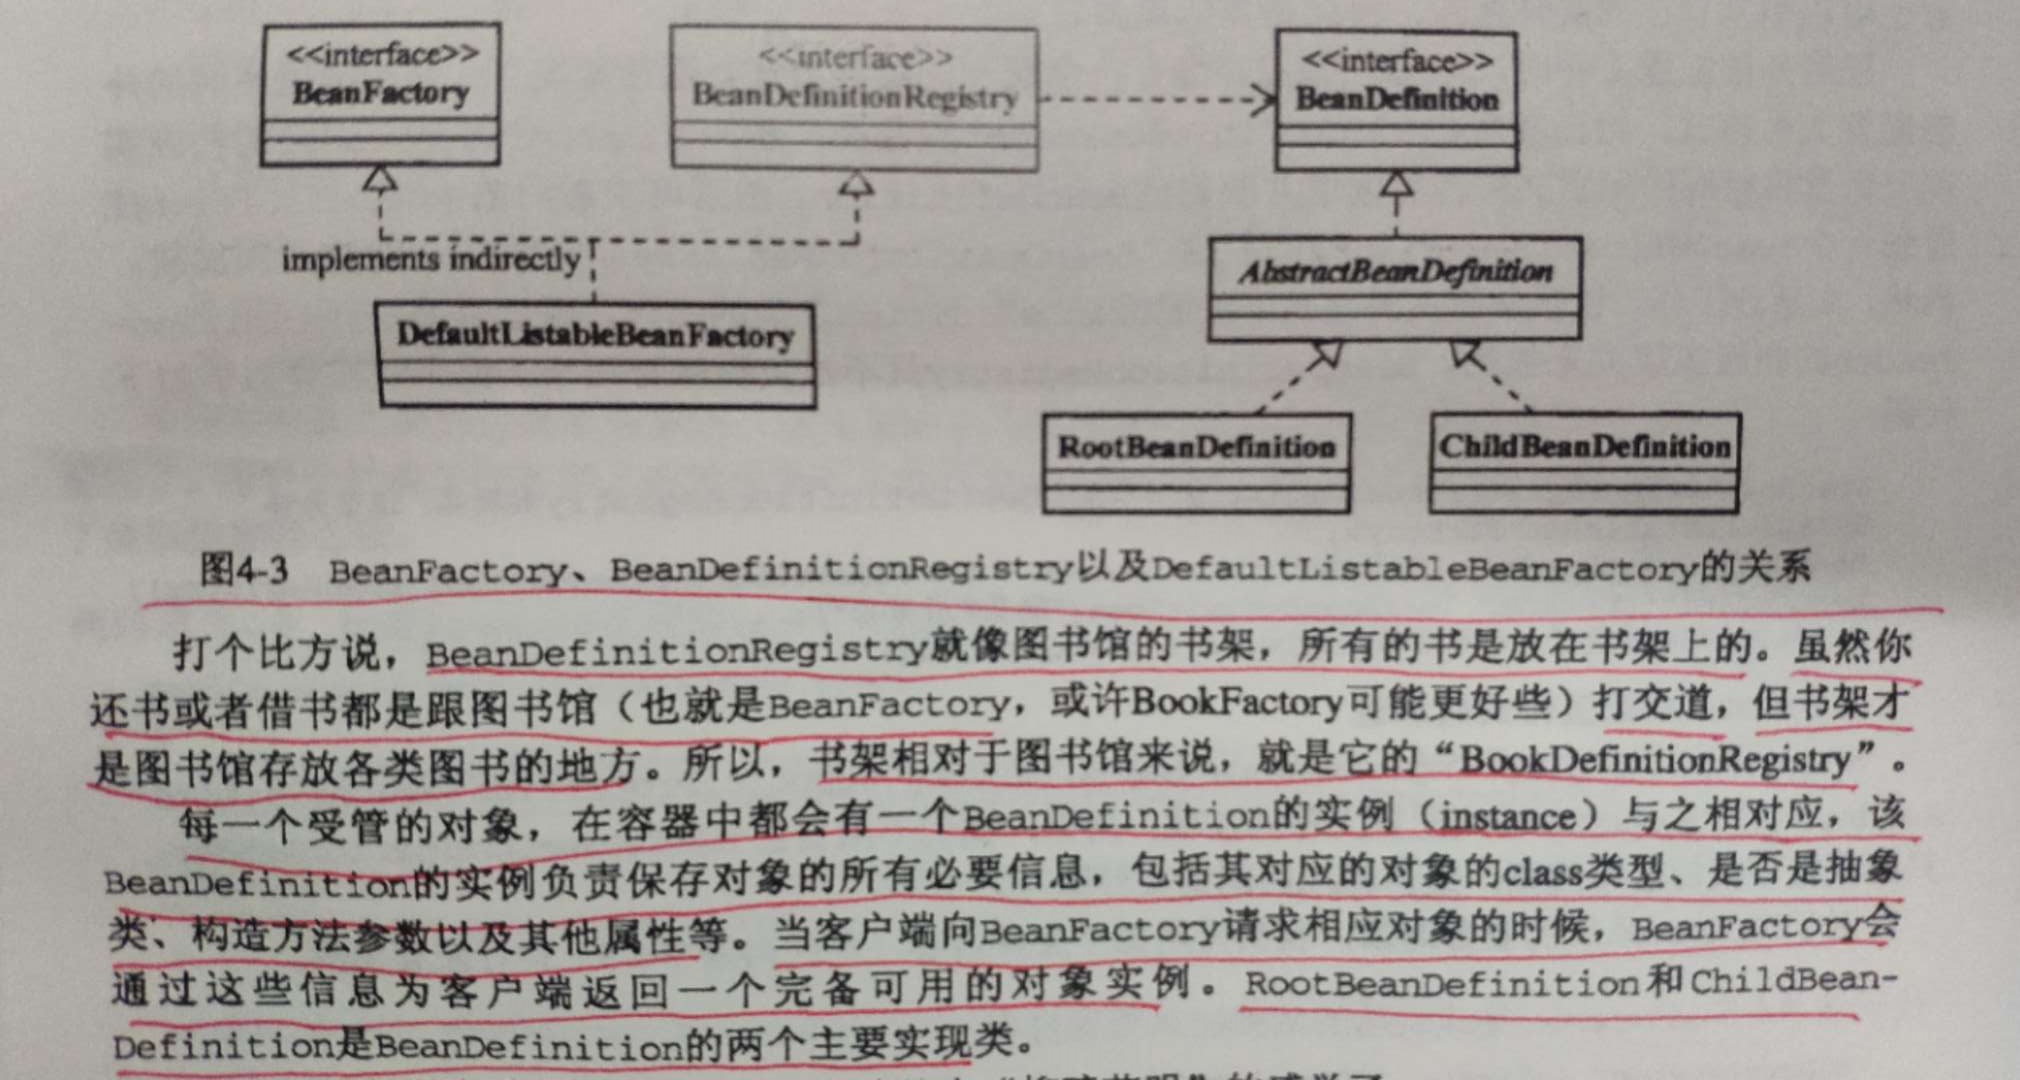 <<interface>>
BeanFactory
<<interface>>
BeanDefinitionRegistry
<<interface>>
BeanDefinition
implements indirectly
AbstractBeanDefinition
DefaultListableBeanFactory
RootBeanDefinition
ChildBeanDefinition
图4-3 BeanFactory、BeanDefinitionRegistry以及DefaultListableBeanFactory的关系
打个比方说，BeanDefinitionRegistry就像图书馆的书架，所有的书是放在书架上的。虽然你
还书或者借书都是跟图书馆（也就是BeanFactory，或许BookFactory可能更好些）打交道，但书架才
是图书馆存放各类图书的地方。所以，书架相对于图书馆来说，就是它的“BookDefinitionRegistry”。
每一个受管的对象，在容器中都会有一个BeanDefinition的实例（instance）与之相对应，该
BeanDefinition的实例负责保存对象的所有必要信息，包括其对应的对象的class类型、是否是抽象
类、构造方法参数以及其他属性等。当客户端向BeanFactory请求相应对象的时候，BeanFactory会
通过这些信息为客户端返回一个完备可用的对象实例。RootBeanDefinition和ChildBean-
Definition是BeanDefinition的两个主要实现类。